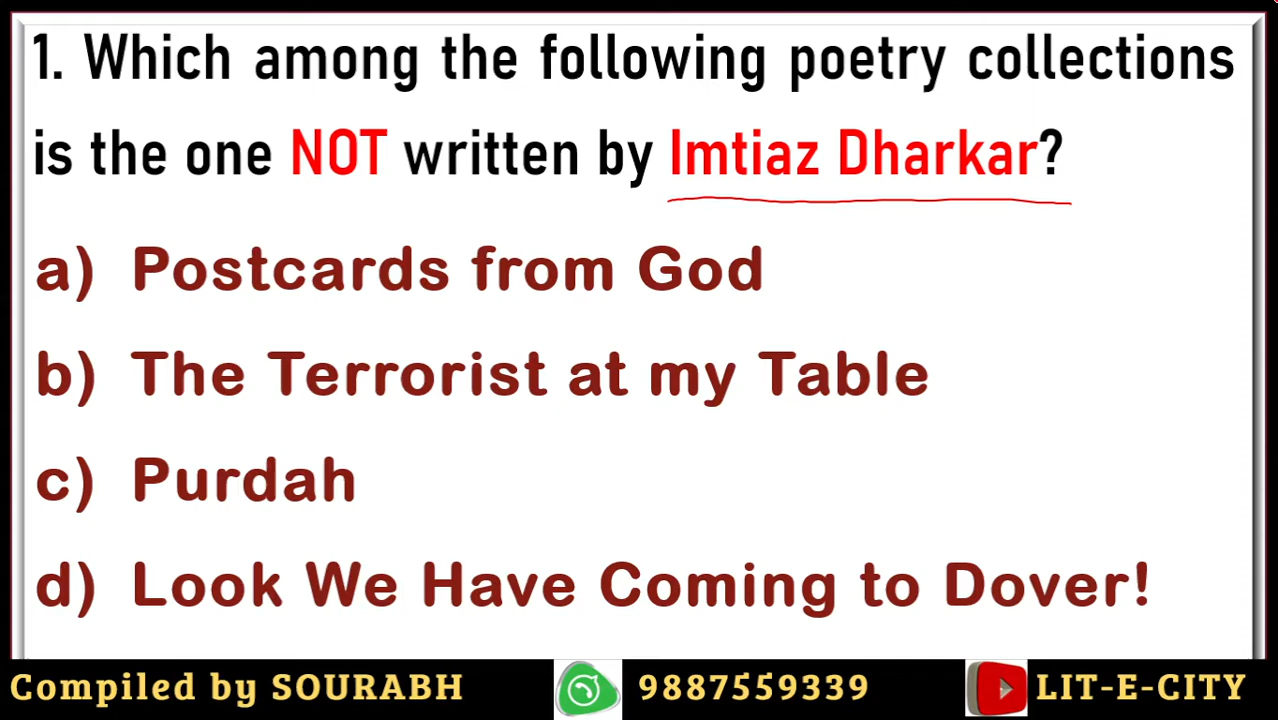 1. Which among the following poetry collections
is the one NOT written by Imtiaz Dharkar?
a) Postcards from God
b) The Terrorist at my Table
c) Purdah
d) Look We Have Coming to Dover!
Compiled by SOURABH 9887559339 LIT-E-CITY